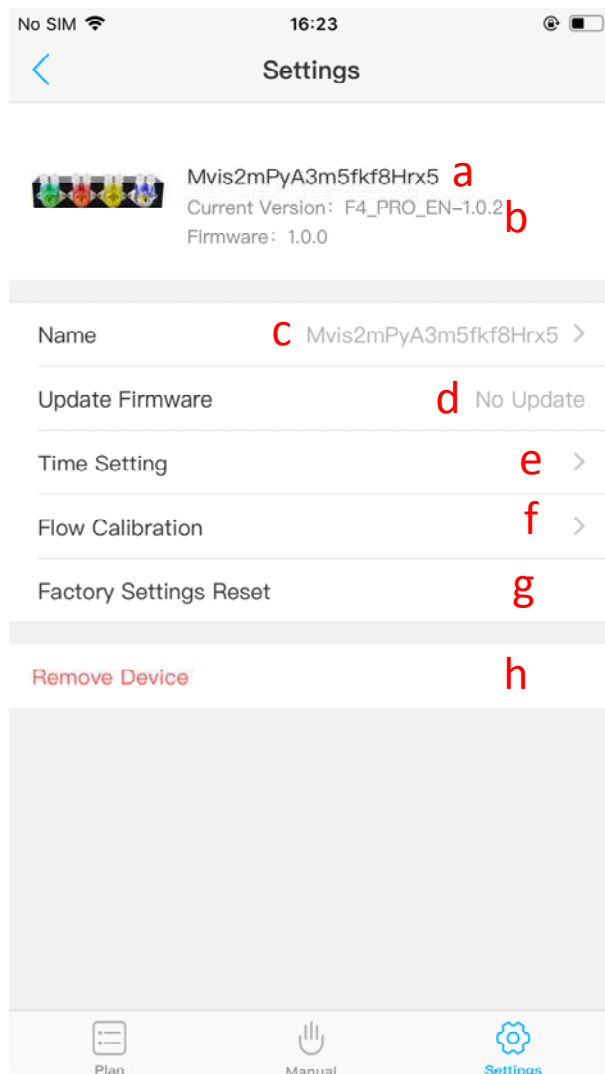 No SIM 16:23
Settings
Mvis2mPyA3m5fkf8Hrx5 a
Current Version: F4_PRO_EN-1.0.2 b
Firmware: 1.0.0
Name c Mvis2mPyA3m5fkf8Hrx5
Update Firmware d No Update
Time Setting e
Flow Calibration f
Factory Settings Reset g
Remove Device h
Plan Manual Settings